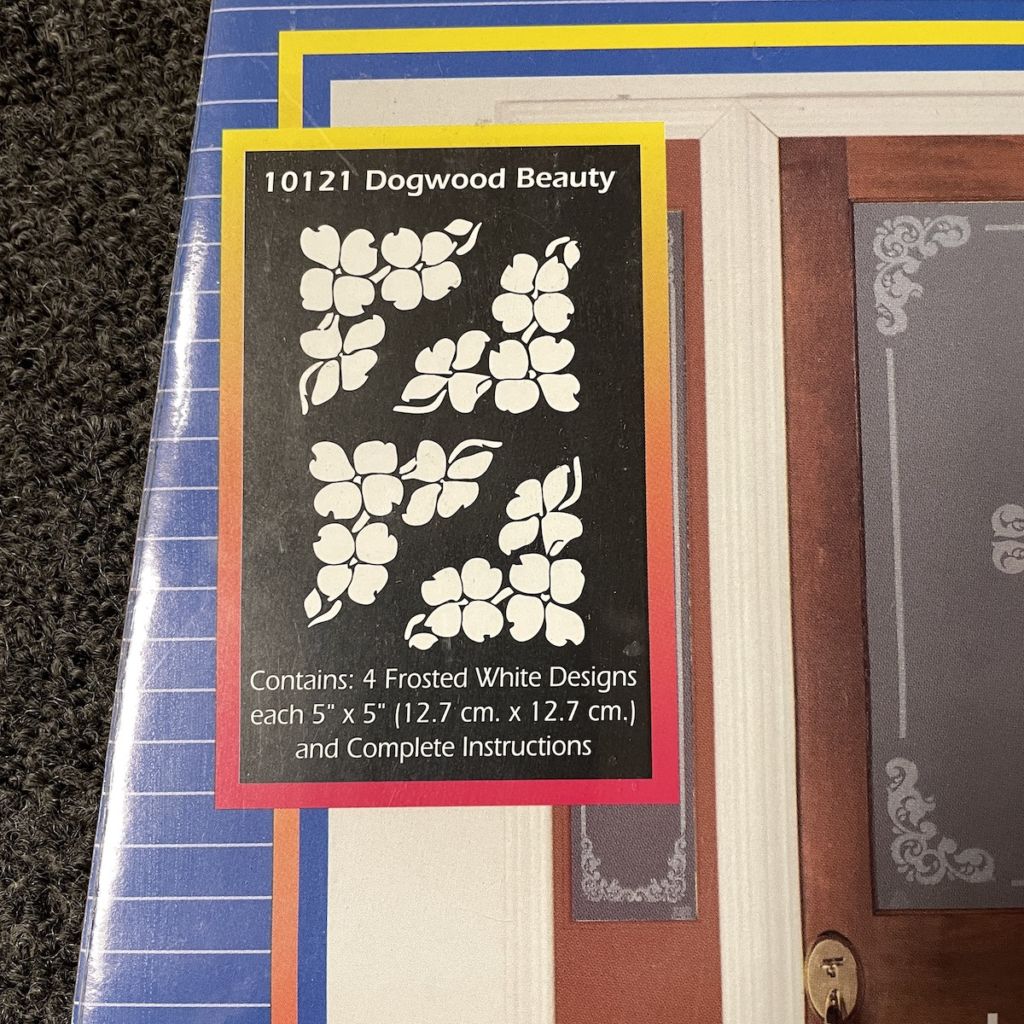 10121 Dogwood Beauty
Contains: 4 Frosted White Designs
each 5" x 5" (12.7 cm. x 12.7 cm.)
and Complete Instructions